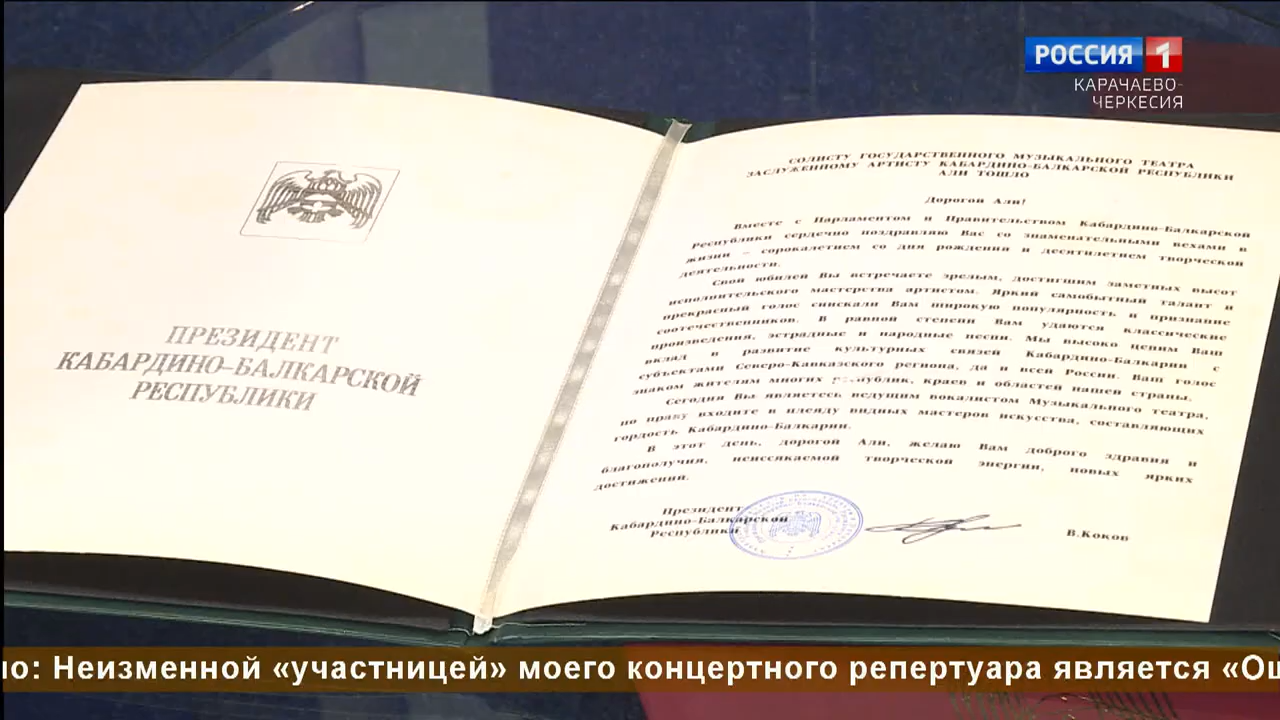 РОССИЯ 1
КАРАЧАЕВО-
ЧЕРКЕСИЯ
ПРЕЗИДЕНТ
КАБАРДИНО-БАЛКАРСКОЙ
РЕСПУБЛИКИ
СОЛИСТУ ГОСУДАРСТВЕННОГО МУЗЫКАЛЬНОГО ТЕАТРА
ЗАСЛУЖЕННОМУ АРТИСТУ КАБАРДИНО-БАЛКАРСКОЙ РЕСПУБЛИКИ
АЛИ ТОШЛО
Дорогой Али!
Вместе с Парламентом и Правительством Кабардино-Балкарской
Республики сердечно поздравляю Вас со знаменательными вехами в
жизни – сорокалетием со дня рождения и десятилетием творческой
деятельности.
Свой юбилей Вы встречаете зрелым, достигшим заметных высот
исполнительского мастерства артистом. Яркий самобытный талант и
прекрасный голос снискали Вам широкую популярность и признание
соотечественников. В равной степени Вам удаются классические
произведения, эстрадные и народные песни. Мы высоко ценим Ваш
вклад в развитие культурных связей Кабардино-Балкарии с
субъектами Северо-Кавказского региона, да и всей России. Ваш голос
знаком жителям многих республик, краев и областей нашей страны.
Сегодня Вы являетесь ведущим вокалистом Музыкального театра,
по праву входите в плеяду видных мастеров искусства, составляющих
гордость Кабардино-Балкарии.
В этот день, дорогой Али, желаю Вам доброго здравия и
благополучия, неиссякаемой творческой энергии, новых ярких
достижений.
Президент
Кабардино-Балкарской
Республики
В.Коков
но: Неизменной «участницей» моего концертного репертуара является «Ош